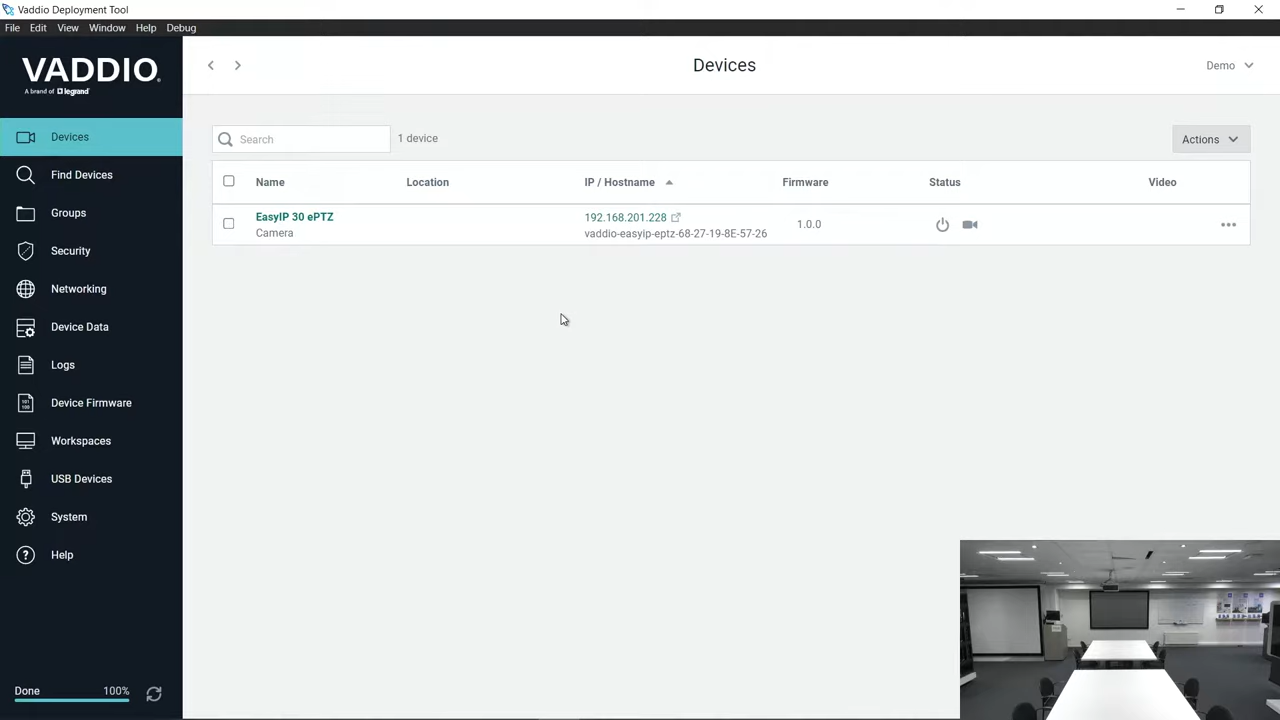 Vaddio Deployment Tool
File Edit View Window Help Debug
VADDIO
A brand of legrand
Devices
Demo
Devices
Find Devices
Groups
Security
Networking
Device Data
Logs
Device Firmware
Workspaces
USB Devices
System
Help
Done 100%
Search
1 device
Actions
Name Location IP / Hostname Firmware Status Video
EasyIP 30 ePTZ
Camera
192.168.201.228
vaddio-easyip-eptz-68-27-19-8E-57-26
1.0.0